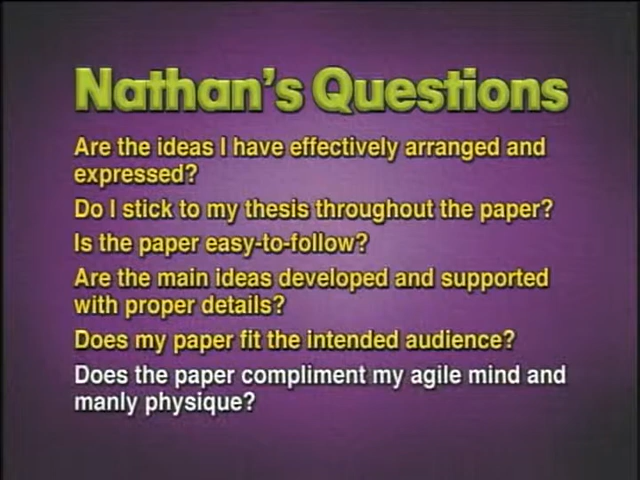 Nathan's Questions
Are the ideas I have effectively arranged and
expressed?
Do I stick to my thesis throughout the paper?
Is the paper easy-to-follow?
Are the main ideas developed and supported
with proper details?
Does my paper fit the intended audience?
Does the paper compliment my agile mind and
manly physique?